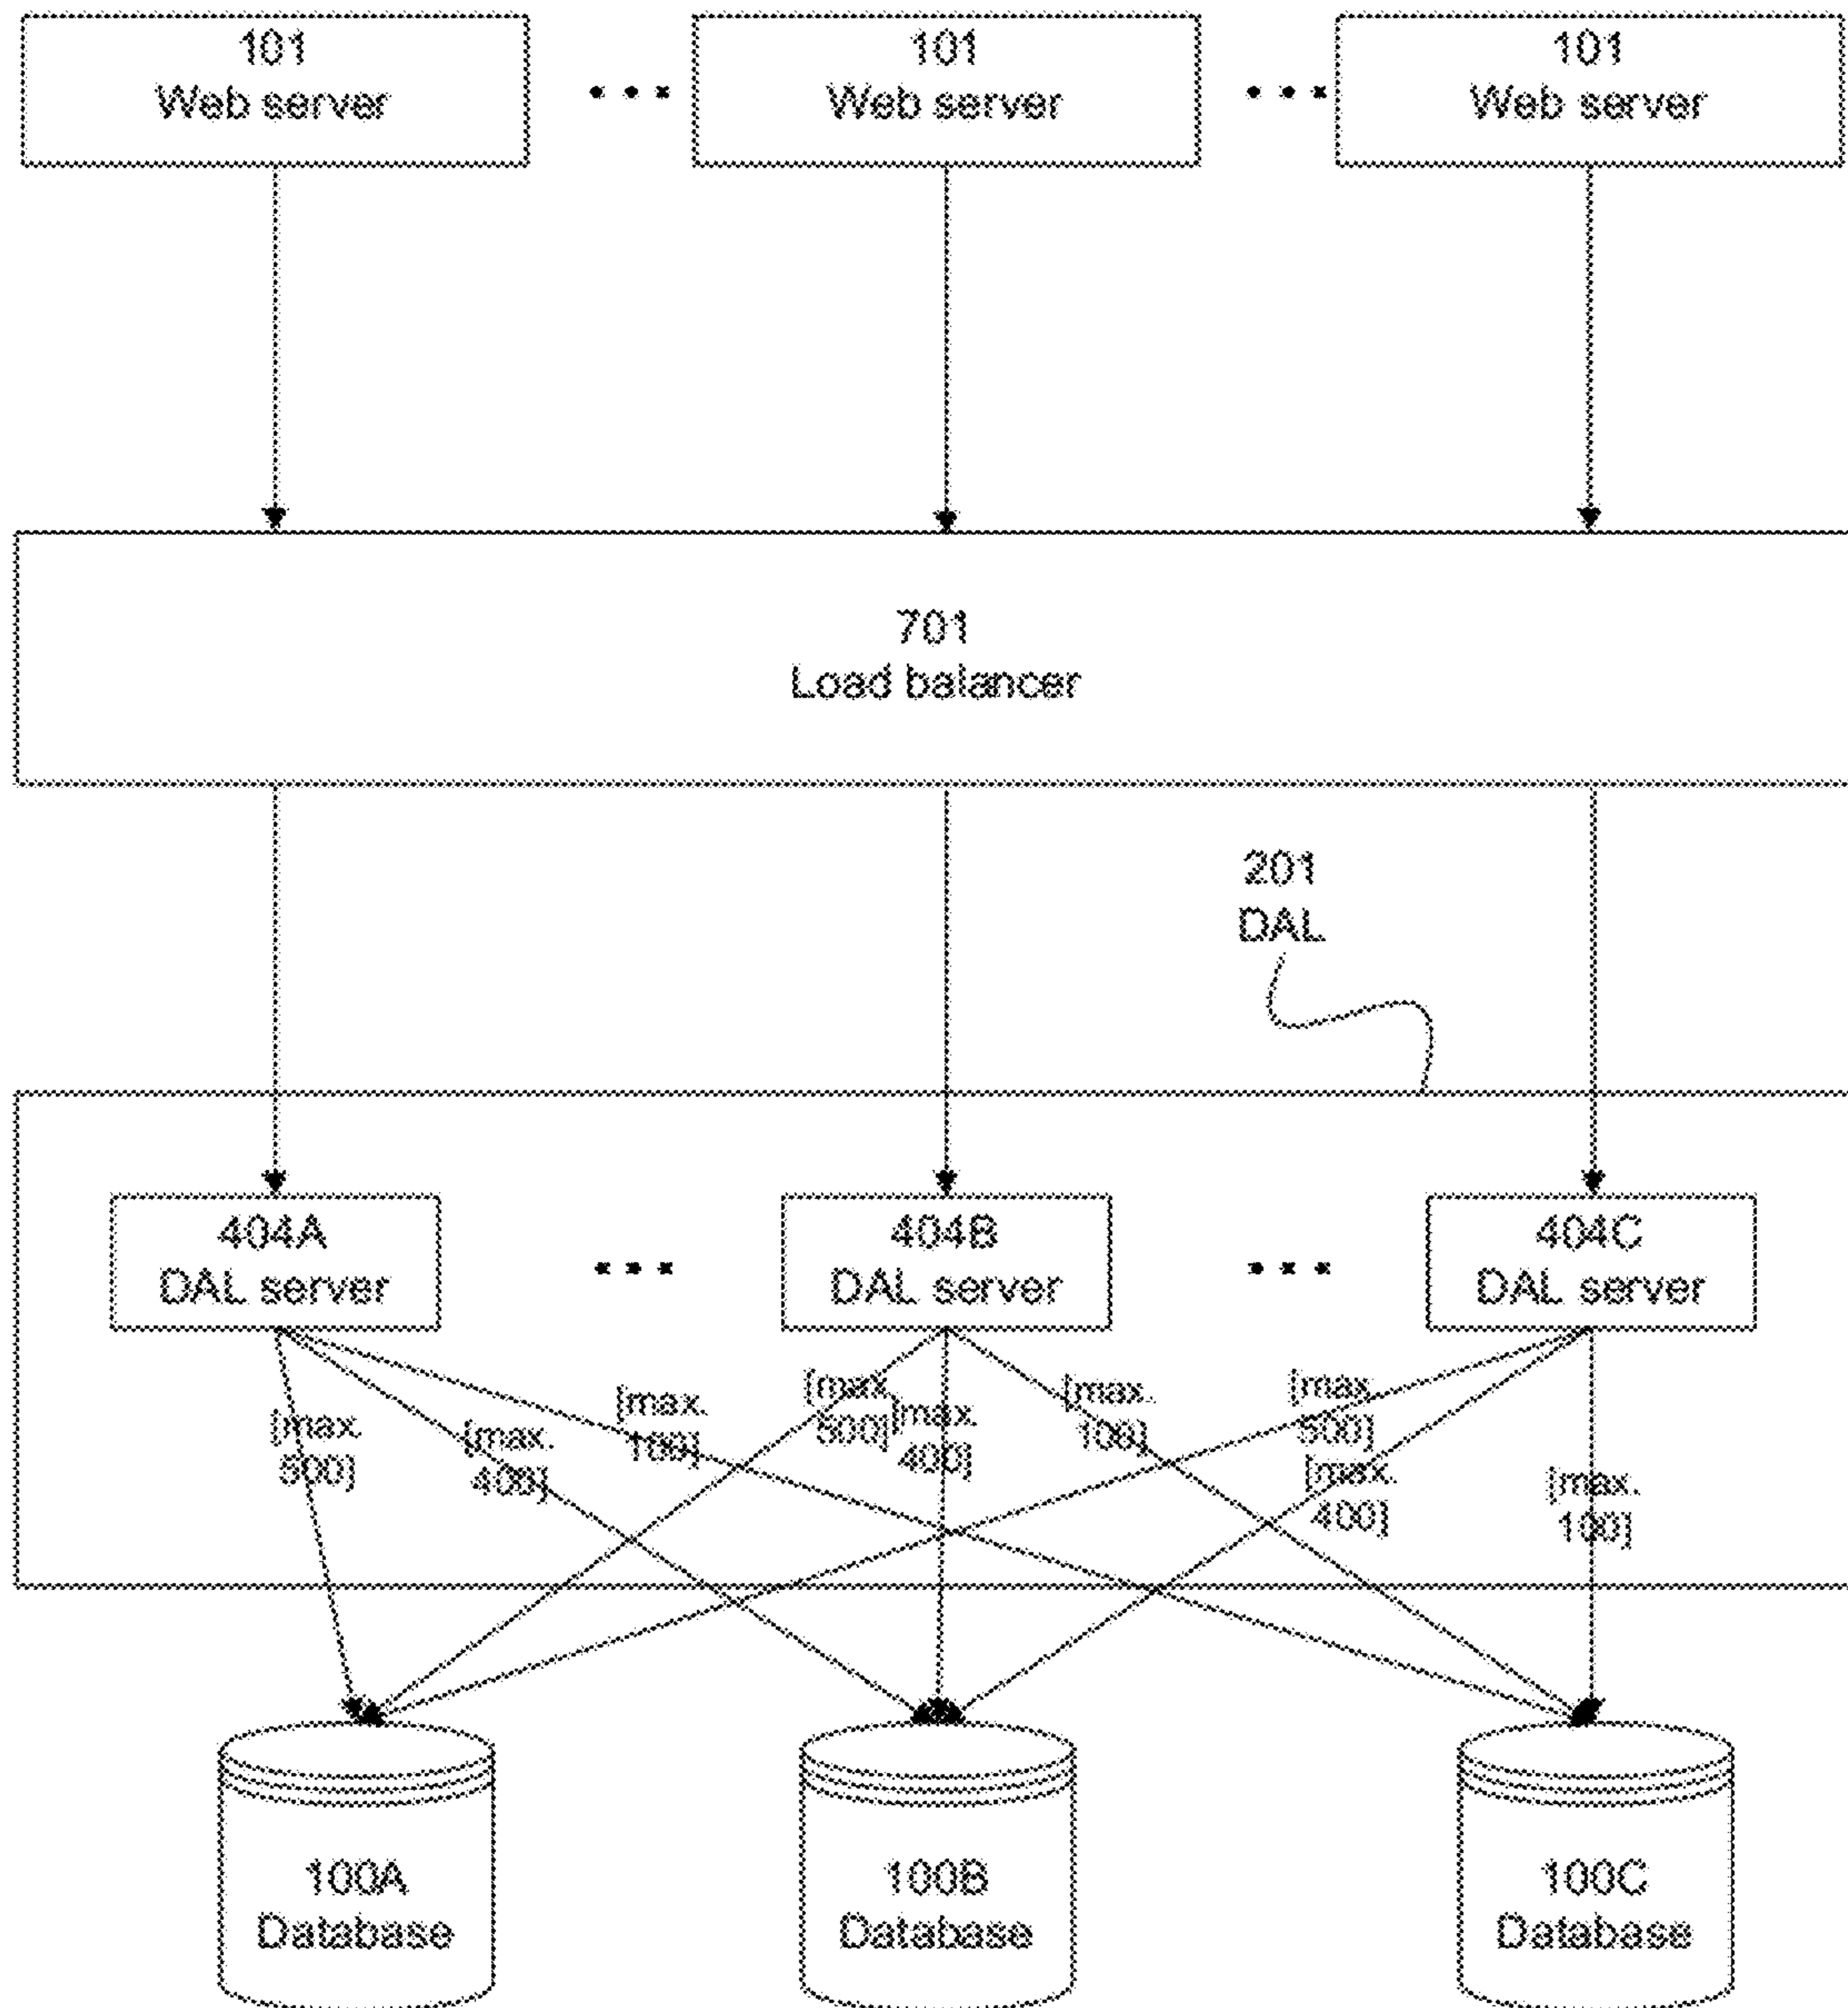 101
Web server
• • •
101
Web server
• • •
101
Web server
701
Load balancer
201
DAL
404A
DAL server
• • •
404B
DAL server
• • •
404C
DAL server
[max.
500]
[max.
400]
[max.
100]
[max.
500]
[max.
400]
[max.
100]
[max.
500]
[max.
400]
[max.
100]
100A
Database
100B
Database
100C
Database